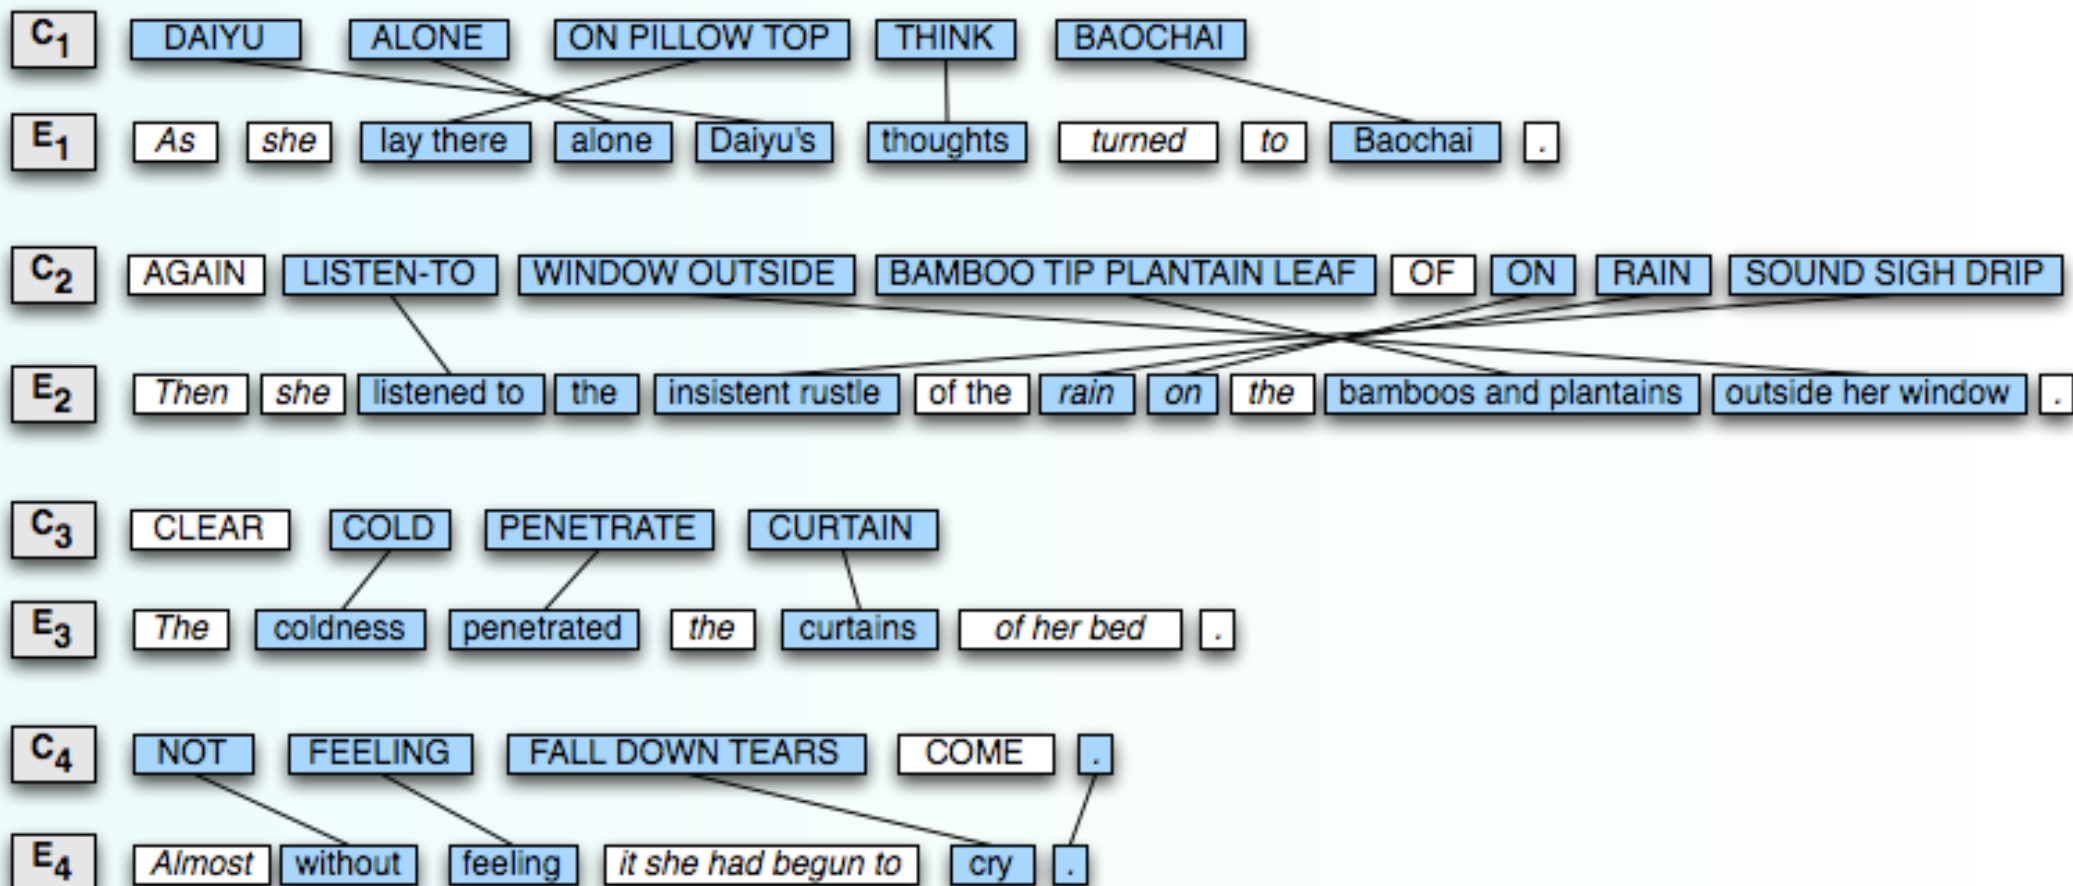 C1 DAIYU ALONE ON PILLOW TOP THINK BAOCHAI
E1 As she lay there alone Daiyu's thoughts turned to Baochai .
C2 AGAIN LISTEN-TO WINDOW OUTSIDE BAMBOO TIP PLANTAIN LEAF OF ON RAIN SOUND SIGH DRIP
E2 Then she listened to the insistent rustle of the rain on the bamboos and plantains outside her window .
C3 CLEAR COLD PENETRATE CURTAIN
E3 The coldness penetrated the curtains of her bed .
C4 NOT FEELING FALL DOWN TEARS COME .
E4 Almost without feeling it she had begun to cry .